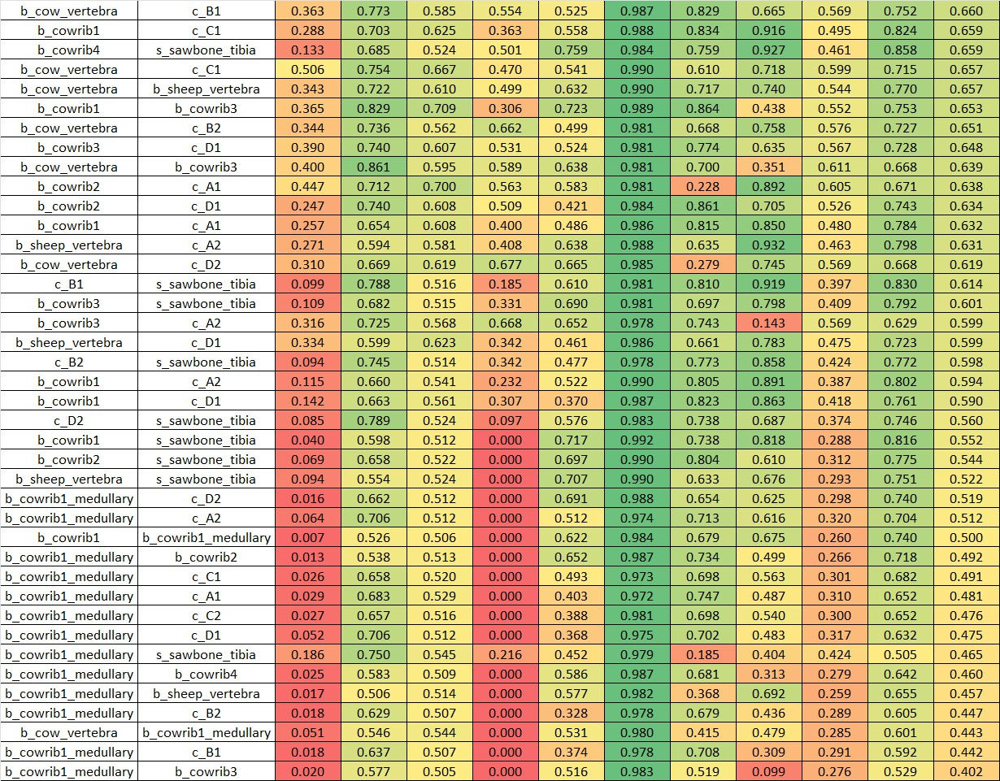 b_cow_vertebra c_B1 0.363 0.773 0.585 0.554 0.525 0.987 0.829 0.665 0.569 0.752 0.660
b_cowrib1 c_C1 0.288 0.703 0.625 0.363 0.558 0.988 0.834 0.916 0.495 0.824 0.659
b_cowrib4 s_sawbone_tibia 0.133 0.685 0.524 0.501 0.759 0.984 0.759 0.927 0.461 0.858 0.659
b_cow_vertebra c_C1 0.506 0.754 0.667 0.470 0.541 0.990 0.610 0.718 0.599 0.715 0.657
b_cow_vertebra b_sheep_vertebra 0.343 0.722 0.610 0.499 0.632 0.990 0.717 0.740 0.544 0.770 0.657
b_cowrib1 b_cowrib3 0.365 0.829 0.709 0.306 0.723 0.989 0.864 0.438 0.552 0.753 0.653
b_cow_vertebra c_B2 0.344 0.736 0.562 0.662 0.499 0.981 0.668 0.758 0.576 0.727 0.651
b_cowrib3 c_D1 0.390 0.740 0.607 0.531 0.524 0.981 0.774 0.635 0.567 0.728 0.648
b_cow_vertebra b_cowrib3 0.400 0.861 0.595 0.589 0.638 0.981 0.700 0.351 0.611 0.668 0.639
b_cowrib2 c_A1 0.447 0.712 0.700 0.563 0.583 0.981 0.228 0.892 0.605 0.671 0.638
b_cowrib2 c_D1 0.247 0.740 0.608 0.509 0.421 0.984 0.861 0.705 0.526 0.743 0.634
b_cowrib1 c_A1 0.257 0.654 0.608 0.400 0.486 0.986 0.815 0.850 0.480 0.784 0.632
b_sheep_vertebra c_A2 0.271 0.594 0.581 0.408 0.638 0.988 0.635 0.932 0.463 0.798 0.631
b_cow_vertebra c_D2 0.310 0.669 0.619 0.677 0.665 0.985 0.279 0.745 0.569 0.668 0.619
c_B1 s_sawbone_tibia 0.099 0.788 0.516 0.185 0.610 0.981 0.810 0.919 0.397 0.830 0.614
b_cowrib3 s_sawbone_tibia 0.109 0.682 0.515 0.331 0.690 0.981 0.697 0.798 0.409 0.792 0.601
b_cowrib3 c_A2 0.316 0.725 0.568 0.668 0.652 0.978 0.743 0.143 0.569 0.629 0.599
b_sheep_vertebra c_D1 0.334 0.599 0.623 0.342 0.461 0.986 0.661 0.783 0.475 0.723 0.599
c_B2 s_sawbone_tibia 0.094 0.745 0.514 0.342 0.477 0.978 0.773 0.858 0.424 0.772 0.598
b_cowrib1 c_A2 0.115 0.660 0.541 0.232 0.522 0.990 0.805 0.891 0.387 0.802 0.594
b_cowrib1 c_D1 0.142 0.663 0.561 0.307 0.370 0.987 0.823 0.863 0.418 0.761 0.590
c_D2 s_sawbone_tibia 0.085 0.789 0.524 0.097 0.576 0.983 0.738 0.687 0.374 0.746 0.560
b_cowrib1 s_sawbone_tibia 0.040 0.598 0.512 0.000 0.717 0.992 0.738 0.818 0.288 0.816 0.552
b_cowrib2 s_sawbone_tibia 0.069 0.658 0.522 0.000 0.697 0.990 0.804 0.610 0.312 0.775 0.544
b_sheep_vertebra s_sawbone_tibia 0.094 0.554 0.524 0.000 0.707 0.990 0.633 0.676 0.293 0.751 0.522
b_cowrib1_medullary c_D2 0.016 0.662 0.512 0.000 0.691 0.988 0.654 0.625 0.298 0.740 0.519
b_cowrib1_medullary c_A2 0.064 0.706 0.512 0.000 0.512 0.974 0.713 0.616 0.320 0.704 0.512
b_cowrib1 b_cowrib1_medullary 0.007 0.526 0.506 0.000 0.622 0.984 0.679 0.675 0.260 0.740 0.500
b_cowrib1_medullary b_cowrib2 0.013 0.538 0.513 0.000 0.652 0.987 0.734 0.499 0.266 0.718 0.492
b_cowrib1_medullary c_C1 0.026 0.658 0.520 0.000 0.493 0.973 0.698 0.563 0.301 0.682 0.491
b_cowrib1_medullary c_A1 0.029 0.683 0.529 0.000 0.403 0.972 0.747 0.487 0.310 0.652 0.481
b_cowrib1_medullary c_C2 0.027 0.657 0.516 0.000 0.388 0.981 0.698 0.540 0.300 0.652 0.476
b_cowrib1_medullary c_D1 0.052 0.706 0.512 0.000 0.368 0.975 0.702 0.483 0.317 0.632 0.475
b_cowrib1_medullary s_sawbone_tibia 0.186 0.750 0.545 0.216 0.452 0.979 0.185 0.404 0.424 0.505 0.465
b_cowrib1_medullary b_cowrib4 0.025 0.583 0.509 0.000 0.586 0.987 0.681 0.313 0.279 0.642 0.460
b_cowrib1_medullary b_sheep_vertebra 0.017 0.506 0.514 0.000 0.577 0.982 0.368 0.692 0.259 0.655 0.457
b_cowrib1_medullary c_B2 0.018 0.629 0.507 0.000 0.328 0.978 0.679 0.436 0.289 0.605 0.447
b_cow_vertebra b_cowrib1_medullary 0.051 0.546 0.544 0.000 0.531 0.980 0.415 0.479 0.285 0.601 0.443
b_cowrib1_medullary c_B1 0.018 0.637 0.507 0.000 0.374 0.978 0.708 0.309 0.291 0.592 0.442
b_cowrib1_medullary b_cowrib3 0.020 0.577 0.505 0.000 0.516 0.983 0.519 0.099 0.276 0.529 0.402